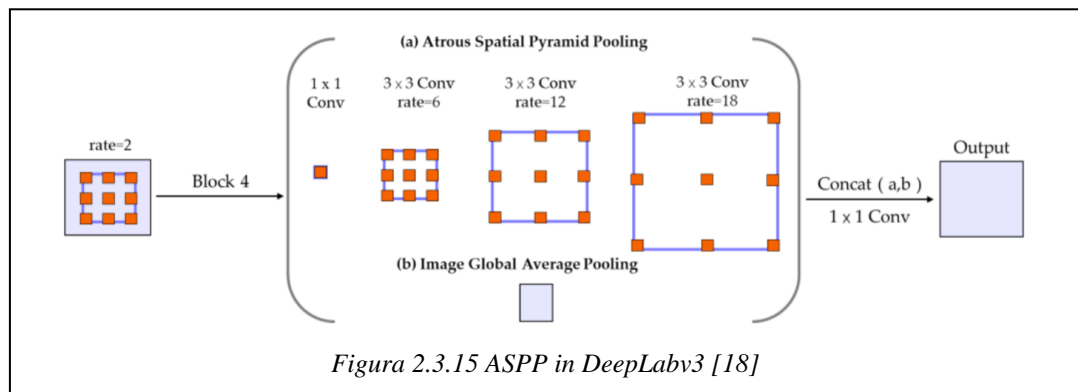 (a) Atrous Spatial Pyramid Pooling
1 x 1
Conv
3 x 3 Conv
rate=6
3 x 3 Conv
rate=12
3 x 3 Conv
rate=18
rate=2
Block 4
Concat ( a,b )
1 x 1 Conv
Output
(b) Image Global Average Pooling
Figura 2.3.15 ASPP in DeepLabv3 [18]